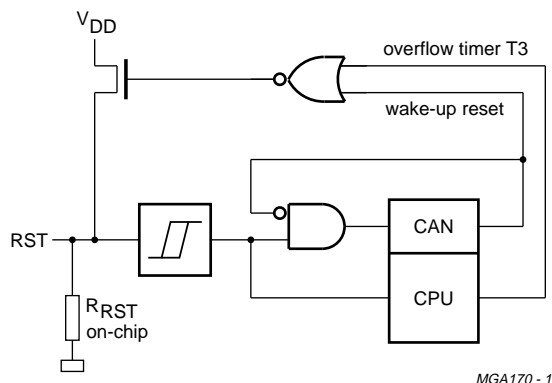 VDD
overflow timer T3
wake-up reset
RST
CAN
RRST
on-chip
CPU
MGA170 - 1